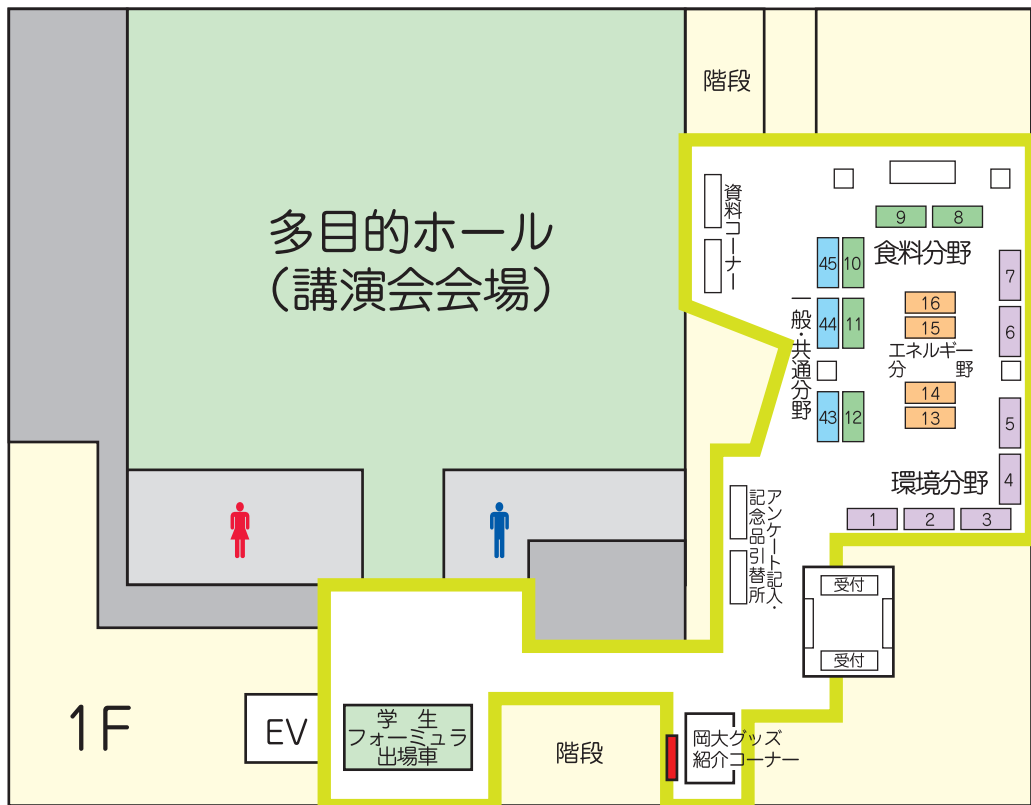 階段
多目的ホール
(講演会会場)
資料コーナー
9
8
食料分野
45
10
7
一般・共通分野
44
11
16
15
6
エネルギー
分 野
14
13
43
12
5
環境分野
4
1
2
3
アンケート記入・
記念品引替所
受付
受付
1F
EV
学 生
フォーミュラ
出場車
階段
岡大グッズ
紹介コーナー